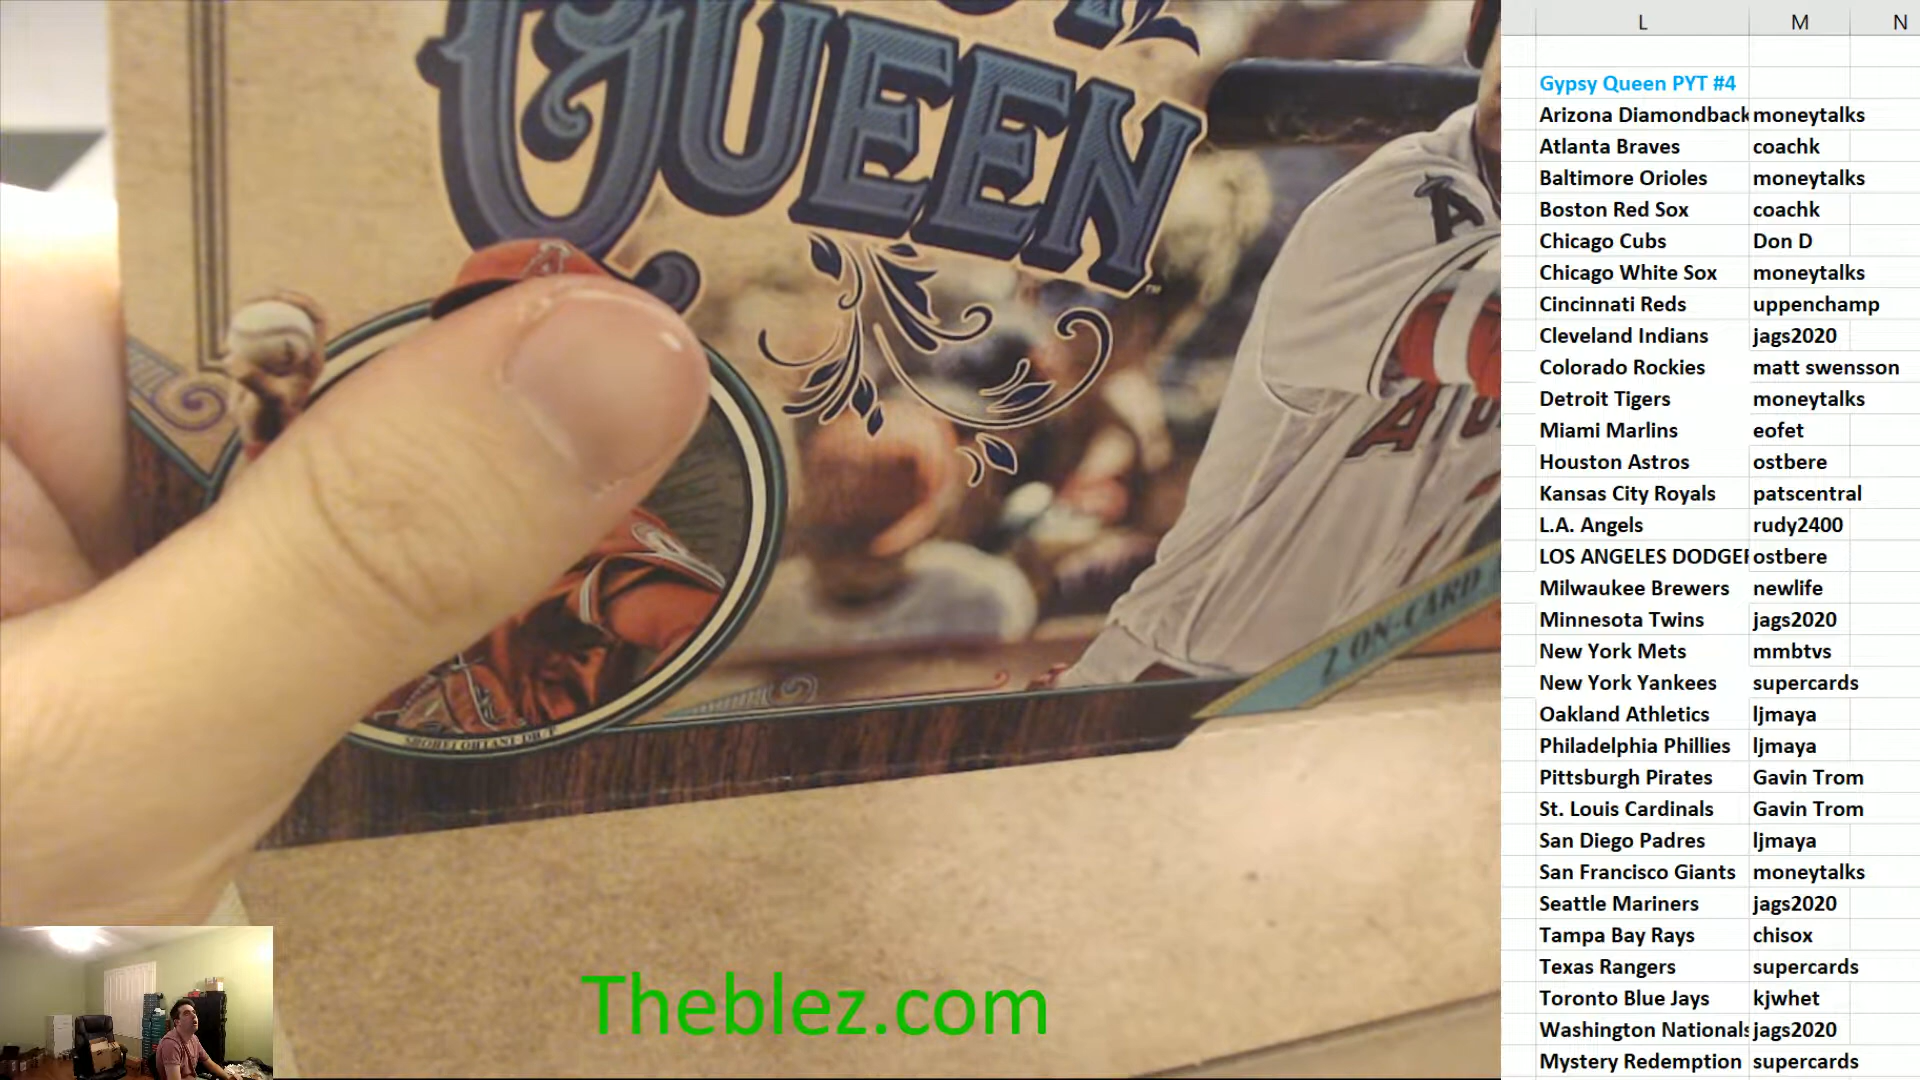 QUEEN
TM
2 ON-CARD
Theblez.com
L M N
Gypsy Queen PYT #4
Arizona Diamondback moneytalks
Atlanta Braves coachk
Baltimore Orioles moneytalks
Boston Red Sox coachk
Chicago Cubs Don D
Chicago White Sox moneytalks
Cincinnati Reds uppenchamp
Cleveland Indians jags2020
Colorado Rockies matt swensson
Detroit Tigers moneytalks
Miami Marlins eofet
Houston Astros ostbere
Kansas City Royals patscentral
L.A. Angels rudy2400
LOS ANGELES DODGER ostbere
Milwaukee Brewers newlife
Minnesota Twins jags2020
New York Mets mmbtvs
New York Yankees supercards
Oakland Athletics ljmaya
Philadelphia Phillies ljmaya
Pittsburgh Pirates Gavin Trom
St. Louis Cardinals Gavin Trom
San Diego Padres ljmaya
San Francisco Giants moneytalks
Seattle Mariners jags2020
Tampa Bay Rays chisox
Texas Rangers supercards
Toronto Blue Jays kjwhet
Washington Nationals jags2020
Mystery Redemption supercards